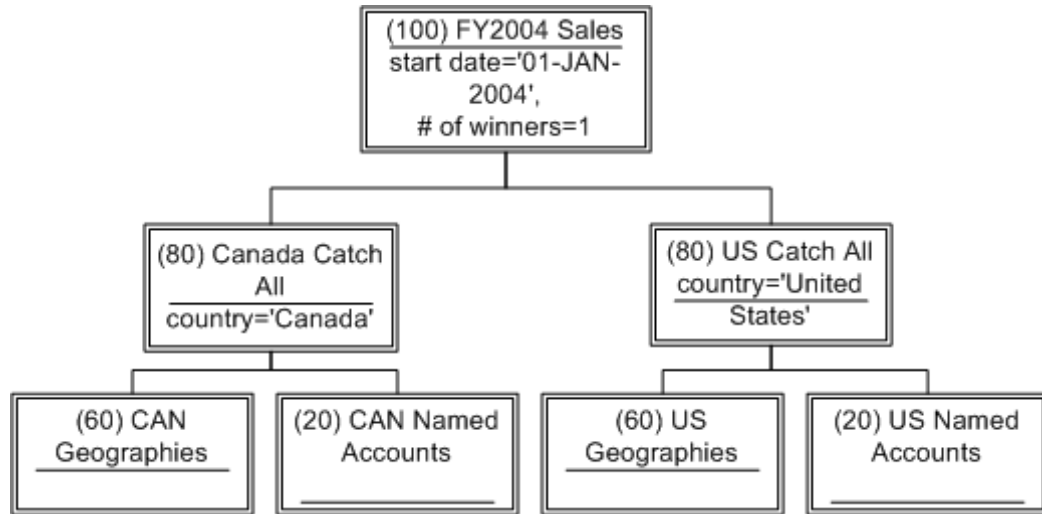 (100) FY2004 Sales
start date='01-JAN-
2004',
# of winners=1
(80) Canada Catch
All
country='Canada'
(80) US Catch All
country='United
States'
(60) CAN
Geographies
(20) CAN Named
Accounts
(60) US
Geographies
(20) US Named
Accounts